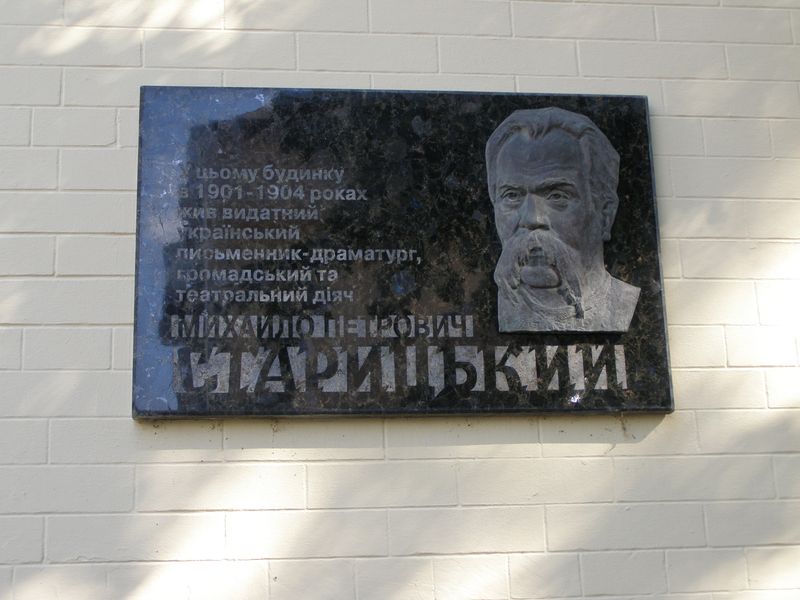 У цьому будинку
в 1901-1904 роках
жив видатний
український
письменник-драматург,
громадський та
театральний діяч
МИХАЙЛО ПЕТРОВИЧ
СТАРИЦЬКИЙ